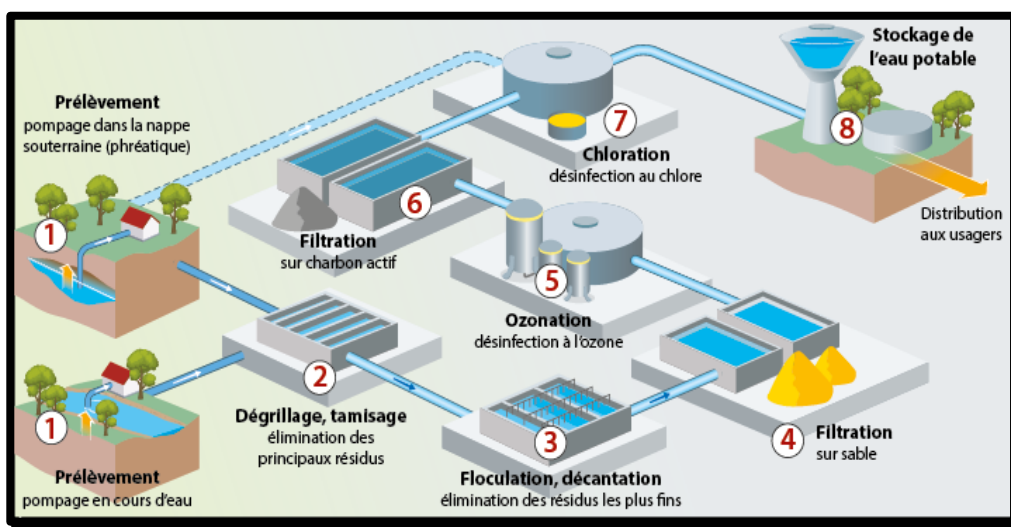 Prélèvement
pompage dans la nappe
souterraine (phréatique)
1
1
Prélèvement
pompage en cours d'eau
2
Dégrillage, tamisage
élimination des
principaux résidus
3
Floculation, décantation
élimination des résidus les plus fins
4
Filtration
sur sable
5
Ozonation
désinfection à l'ozone
6
Filtration
sur charbon actif
7
Chloration
désinfection au chlore
Stockage de
l'eau potable
8
Distribution
aux usagers